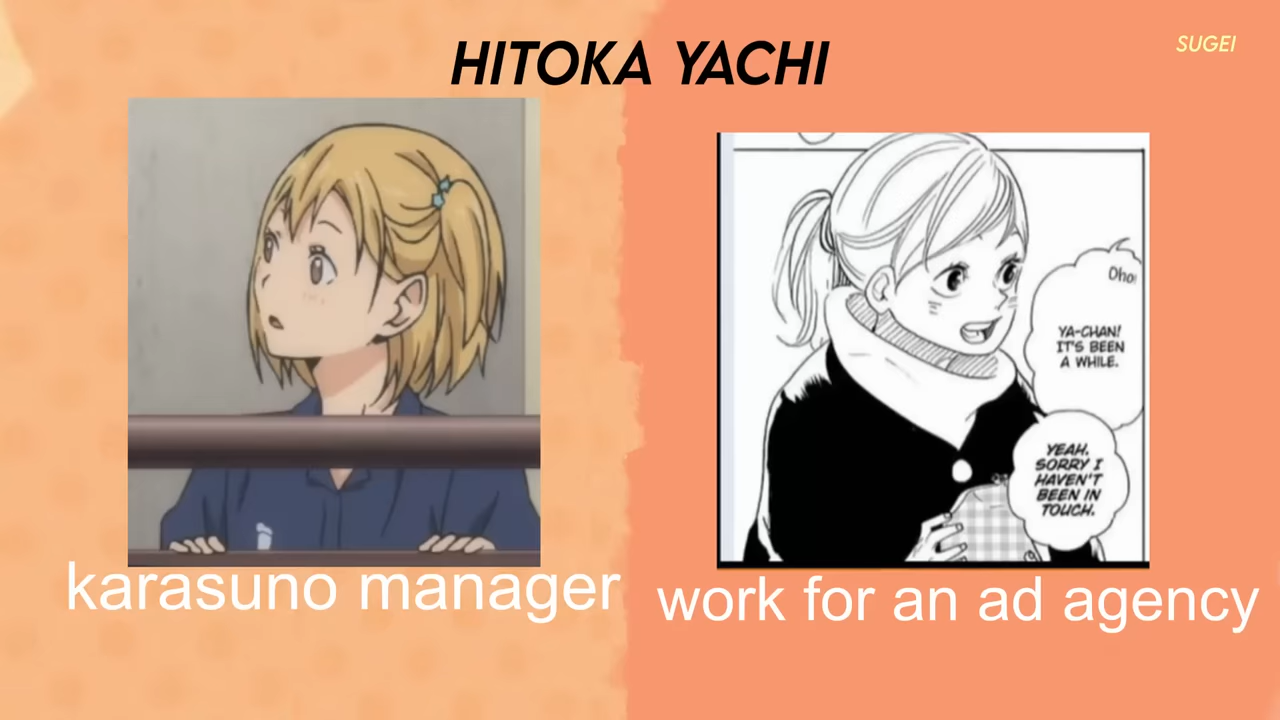 HITOKA YACHI
SUGEI
Oho
YA-CHAN!
IT'S BEEN
A WHILE.
YEAH.
SORRY I
HAVEN'T
BEEN IN
TOUCH.
karasuno manager
work for an ad agency